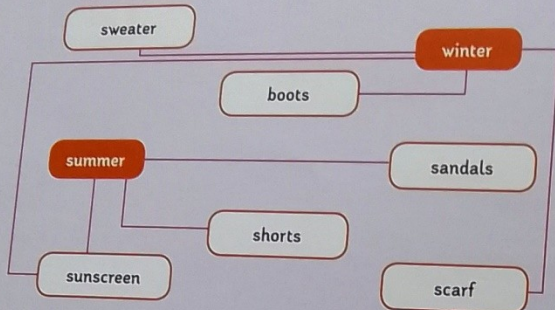 sweater
winter
boots
summer
sandals
shorts
sunscreen
scarf